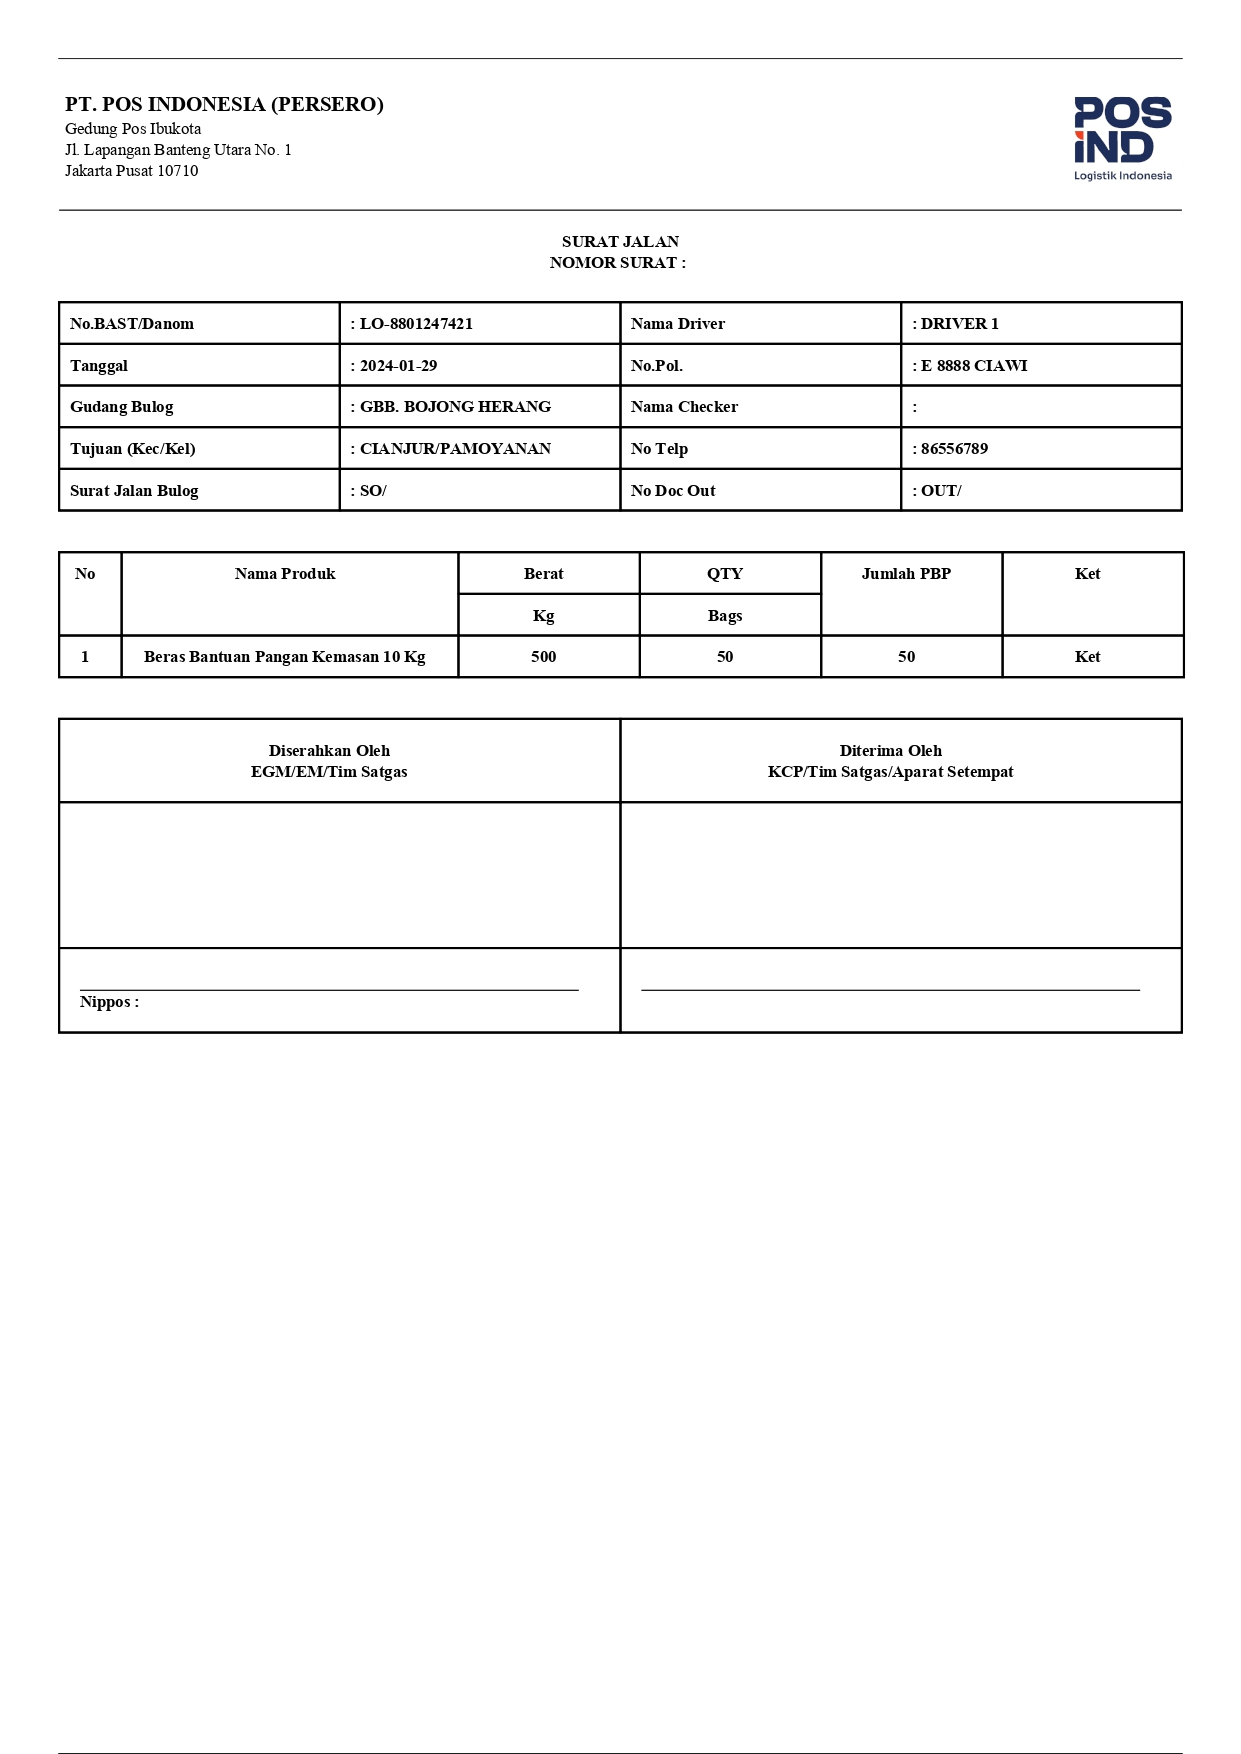 PT. POS INDONESIA (PERSERO)
Gedung Pos Ibukota
Jl. Lapangan Banteng Utara No. 1
Jakarta Pusat 10710
POS
iND
Logistik Indonesia
SURAT JALAN
NOMOR SURAT :
No.BAST/Danom : LO-8801247421 Nama Driver : DRIVER 1
Tanggal : 2024-01-29 No.Pol. : E 8888 CIAWI
Gudang Bulog : GBB. BOJONG HERANG Nama Checker :
Tujuan (Kec/Kel) : CIANJUR/PAMOYANAN No Telp : 86556789
Surat Jalan Bulog : SO/ No Doc Out : OUT/
No Nama Produk Berat QTY Jumlah PBP Ket
Kg Bags
1 Beras Bantuan Pangan Kemasan 10 Kg 500 50 50 Ket
Diserahkan Oleh
EGM/EM/Tim Satgas
Diterima Oleh
KCP/Tim Satgas/Aparat Setempat
Nippos :